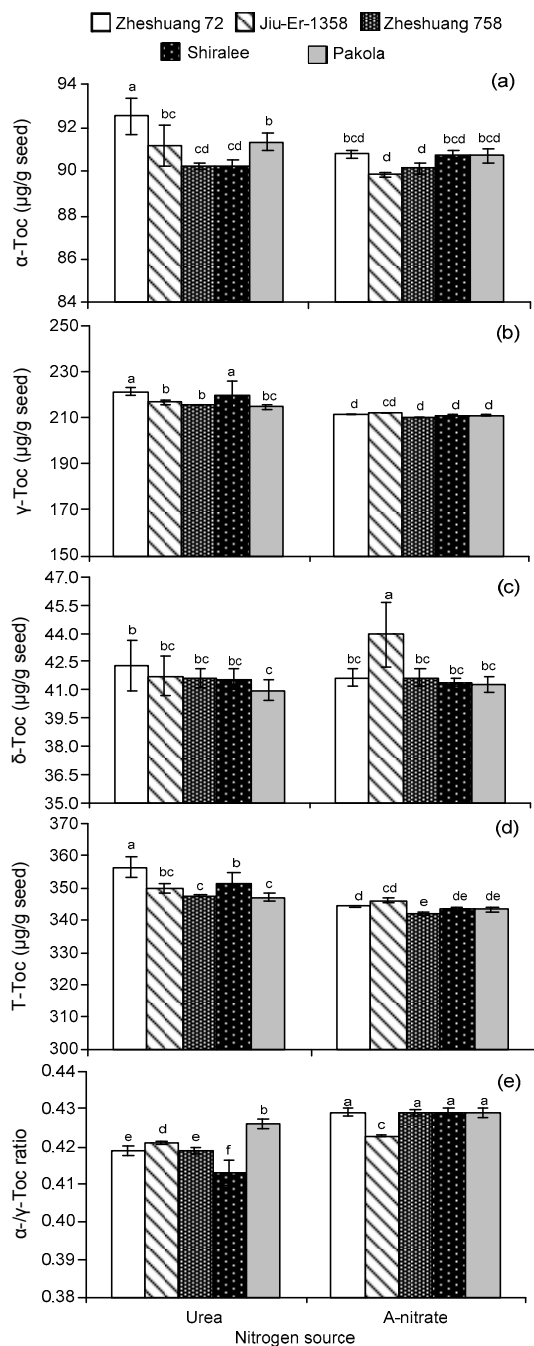 Zheshuang 72 Jiu-Er-1358 Zheshuang 758
Shiralee Pakola
(a)
α-Toc (µg/g seed)
94
92
90
88
86
84
a bc cd cd b bcd d d bcd bcd
(b)
γ-Toc (µg/g seed)
250
230
210
190
170
150
a b b a bc d cd d d d
(c)
δ-Toc (µg/g seed)
47.0
45.5
44.0
42.5
41.0
39.5
38.0
36.5
35.0
b bc bc bc c bc a bc bc bc
(d)
T-Toc (µg/g seed)
370
360
350
340
330
320
310
300
a bc c b c d cd e de de
(e)
α-/γ-Toc ratio
0.44
0.43
0.42
0.41
0.40
0.39
0.38
e d e f b a c a a a
Urea A-nitrate
Nitrogen source